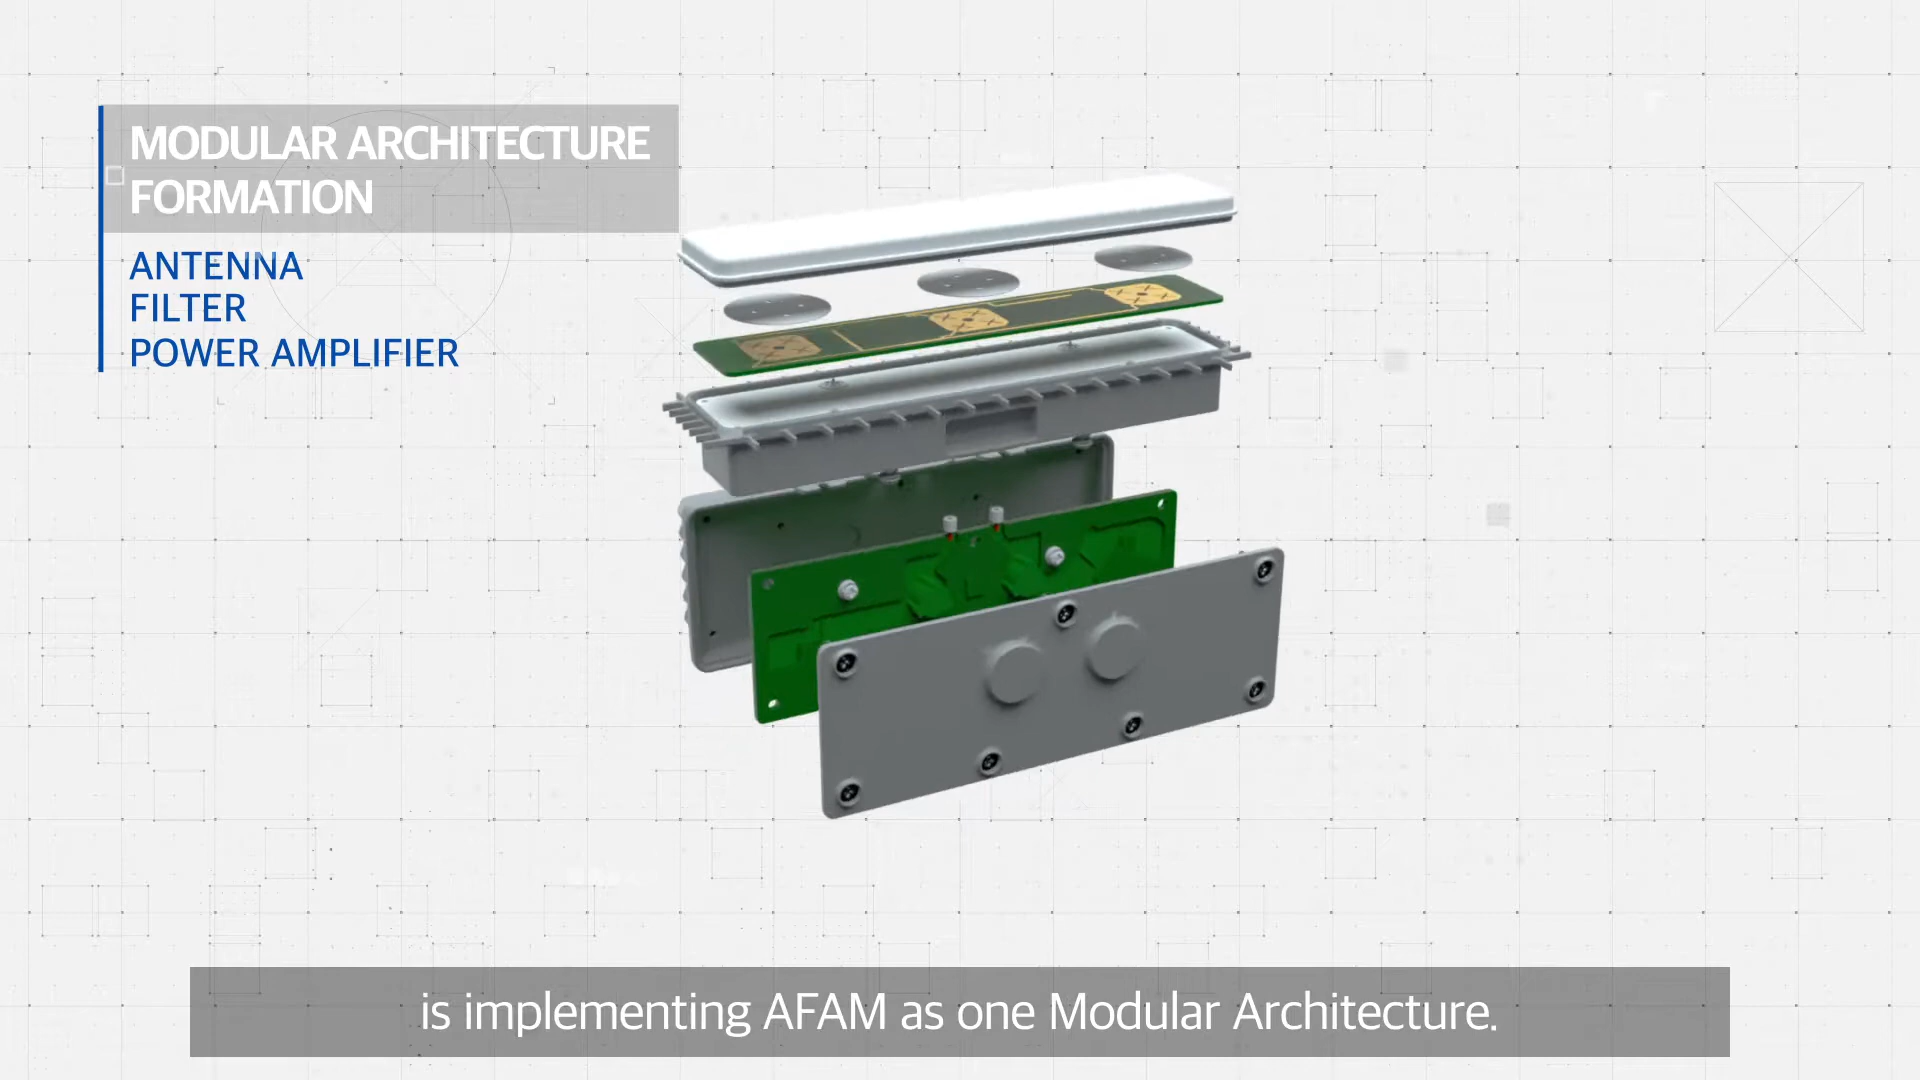 MODULAR ARCHITECTURE
FORMATION
ANTENNA
FILTER
POWER AMPLIFIER
is implementing AFAM as one Modular Architecture.